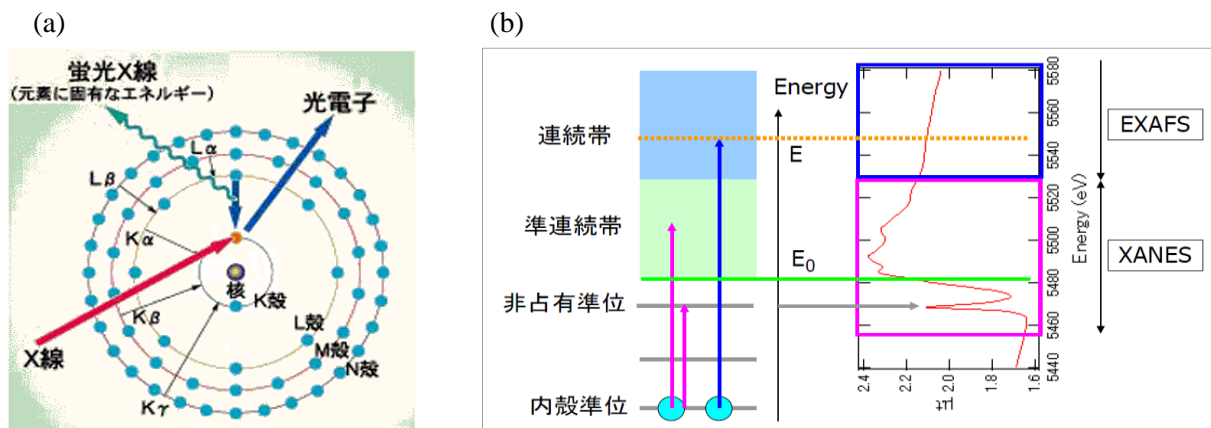 (a)
(b)
蛍光X線
(元素に固有なエネルギー)
光電子
Lα
Lβ
Kα
核
K殻
Kβ
L殻
M殻
N殻
X線
Kγ
Energy
連続帯
E
準連続帯
E0
非占有準位
内殻準位
5580
5560
5540
5520
5500
5480
5460
5440
Energy (eV)
2.4
2.2
2.0
1.8
1.6
μt
EXAFS
XANES